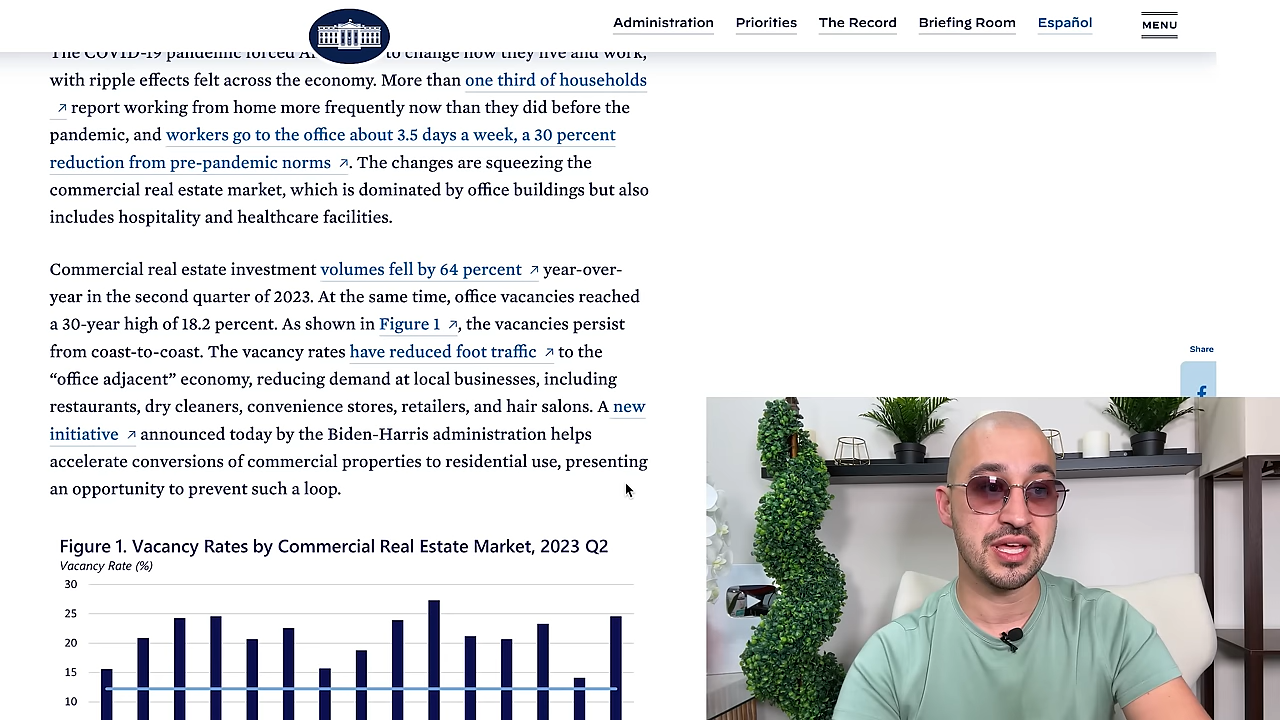 Administration Priorities The Record Briefing Room Español MENU
The COVID-19 pandemic forced to change how they live and work,
with ripple effects felt across the economy. More than one third of households
↗ report working from home more frequently now than they did before the
pandemic, and workers go to the office about 3.5 days a week, a 30 percent
reduction from pre-pandemic norms ↗. The changes are squeezing the
commercial real estate market, which is dominated by office buildings but also
includes hospitality and healthcare facilities.
Commercial real estate investment volumes fell by 64 percent ↗ year-over-
year in the second quarter of 2023. At the same time, office vacancies reached
a 30-year high of 18.2 percent. As shown in Figure 1 ↗, the vacancies persist
from coast-to-coast. The vacancy rates have reduced foot traffic ↗ to the
“office adjacent” economy, reducing demand at local businesses, including
restaurants, dry cleaners, convenience stores, retailers, and hair salons. A new
initiative ↗ announced today by the Biden-Harris administration helps
accelerate conversions of commercial properties to residential use, presenting
an opportunity to prevent such a loop.
Share
Figure 1. Vacancy Rates by Commercial Real Estate Market, 2023 Q2
Vacancy Rate (%)
30
25
20
15
10